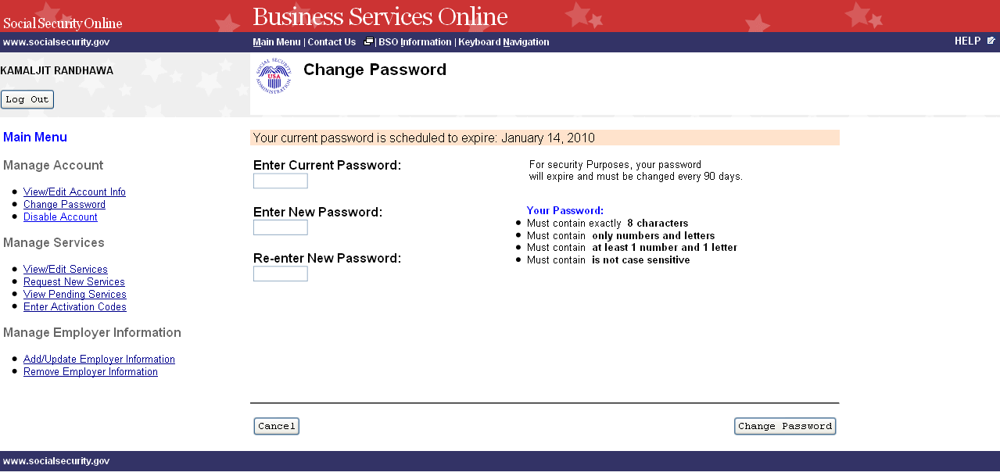 Social Security Online
Business Services Online
www.socialsecurity.gov
Main Menu | Contact Us | BSO Information | Keyboard Navigation
HELP
KAMALJIT RANDHAWA
Log Out
SOCIAL SECURITY ADMINISTRATION
USA
Change Password
Main Menu
Manage Account
View/Edit Account Info
Change Password
Disable Account
Manage Services
View/Edit Services
Request New Services
View Pending Services
Enter Activation Codes
Manage Employer Information
Add/Update Employer Information
Remove Employer Information
Your current password is scheduled to expire: January 14, 2010
Enter Current Password:
Enter New Password:
Re-enter New Password:
For security Purposes, your password
will expire and must be changed every 90 days.
Your Password:
Must contain exactly 8 characters
Must contain only numbers and letters
Must contain at least 1 number and 1 letter
Must contain is not case sensitive
Cancel
Change Password
www.socialsecurity.gov